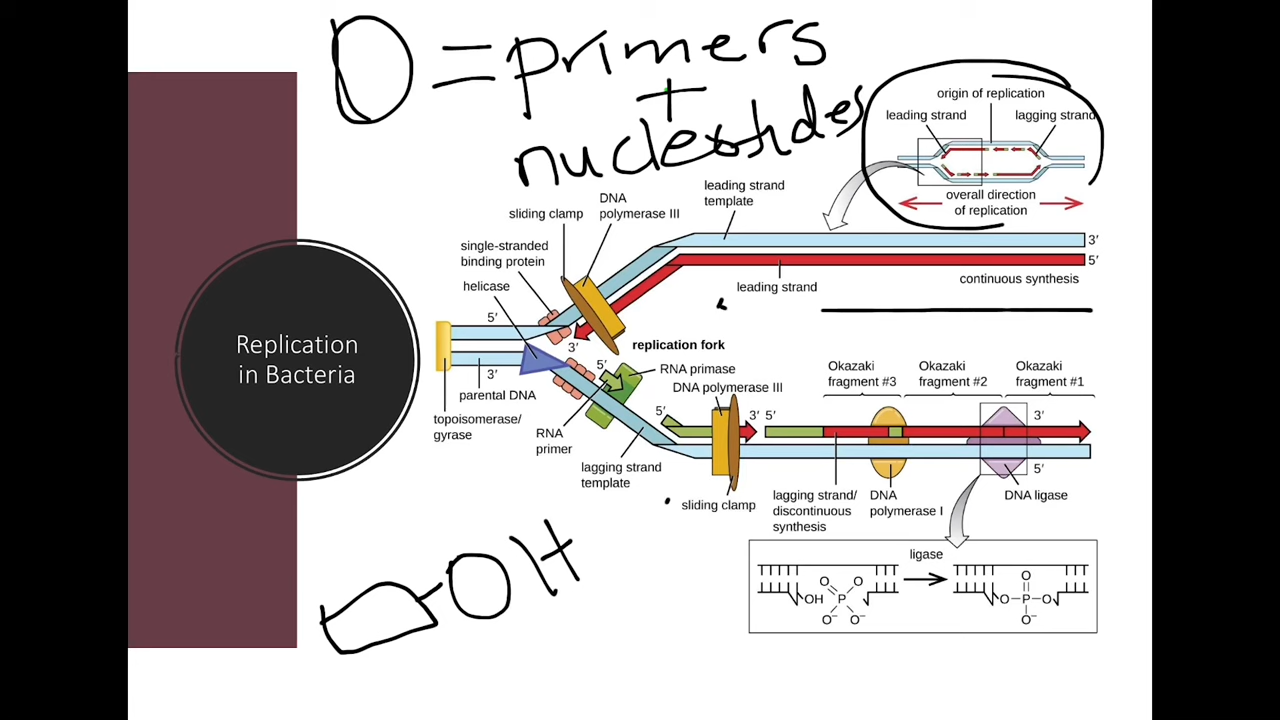 O = primers
+
nucleotides
origin of replication
leading strand
lagging strand
overall direction
of replication
leading strand
template
DNA
polymerase III
sliding clamp
single-stranded
binding protein
helicase
3′
5′
continuous synthesis
leading strand
5′
3′
replication fork
3′
parental DNA
topoisomerase/
gyrase
Replication
in Bacteria
5′
RNA primase
DNA polymerase III
RNA
primer
5′
3′
5′
lagging strand
template
sliding clamp
Okazaki
fragment #3
Okazaki
fragment #2
Okazaki
fragment #1
3′
5′
lagging strand/
discontinuous
synthesis
DNA
polymerase I
DNA ligase
ligase
OH
O
O
P
O−
O−
O
O–P–O
O−
OH